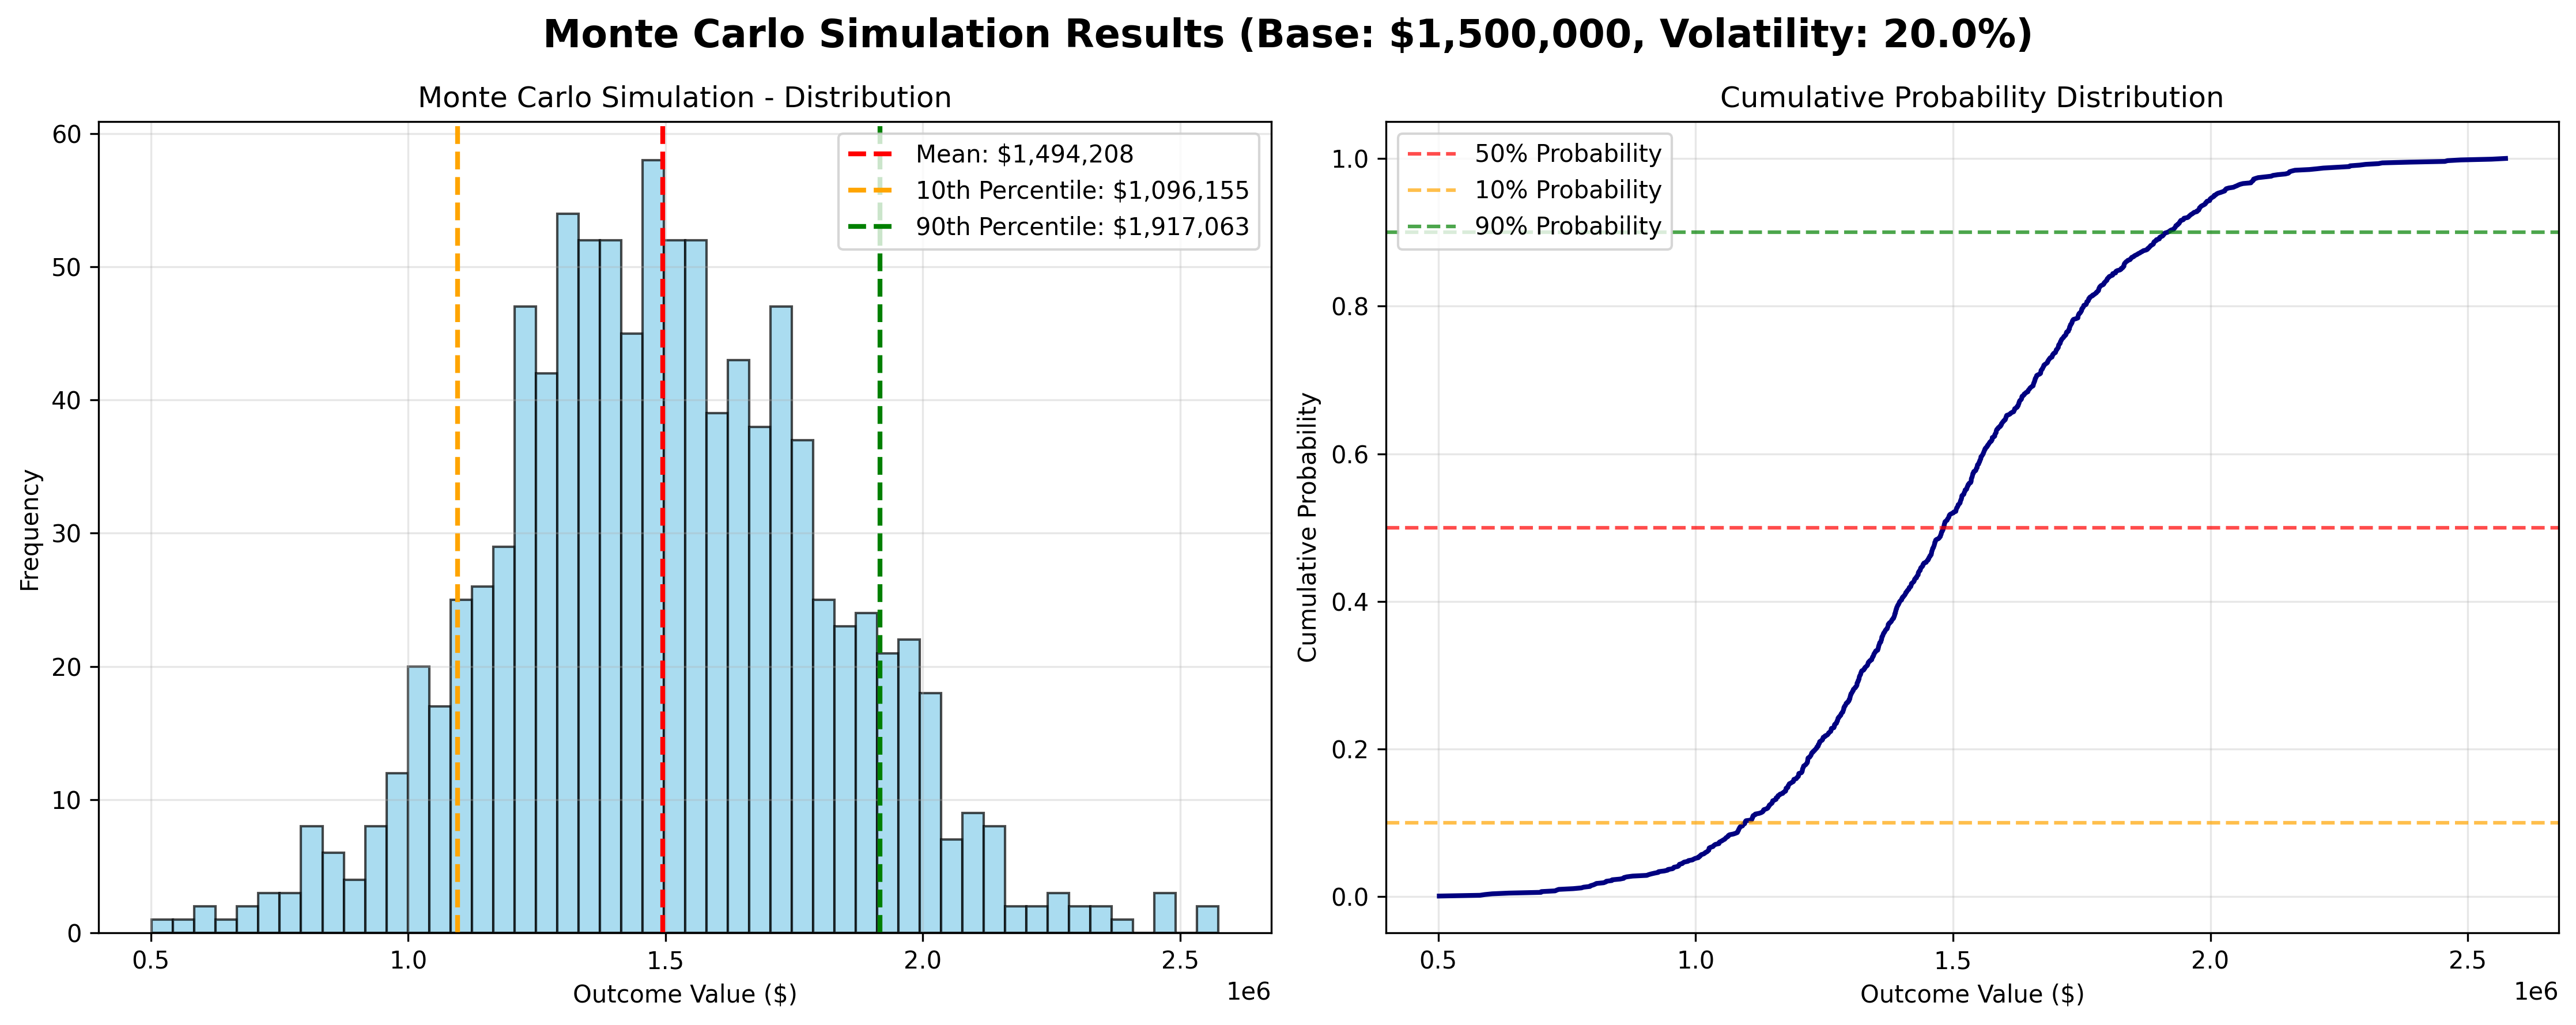 Monte Carlo Simulation Results (Base: $1,500,000, Volatility: 20.0%)
Monte Carlo Simulation - Distribution
Mean: $1,494,208
10th Percentile: $1,096,155
90th Percentile: $1,917,063
Frequency
60
50
40
30
20
10
0
0.5 1.0 1.5 2.0 2.5
1e6
Outcome Value ($)
Cumulative Probability Distribution
50% Probability
10% Probability
90% Probability
Cumulative Probability
1.0
0.8
0.6
0.4
0.2
0.0
0.5 1.0 1.5 2.0 2.5
1e6
Outcome Value ($)